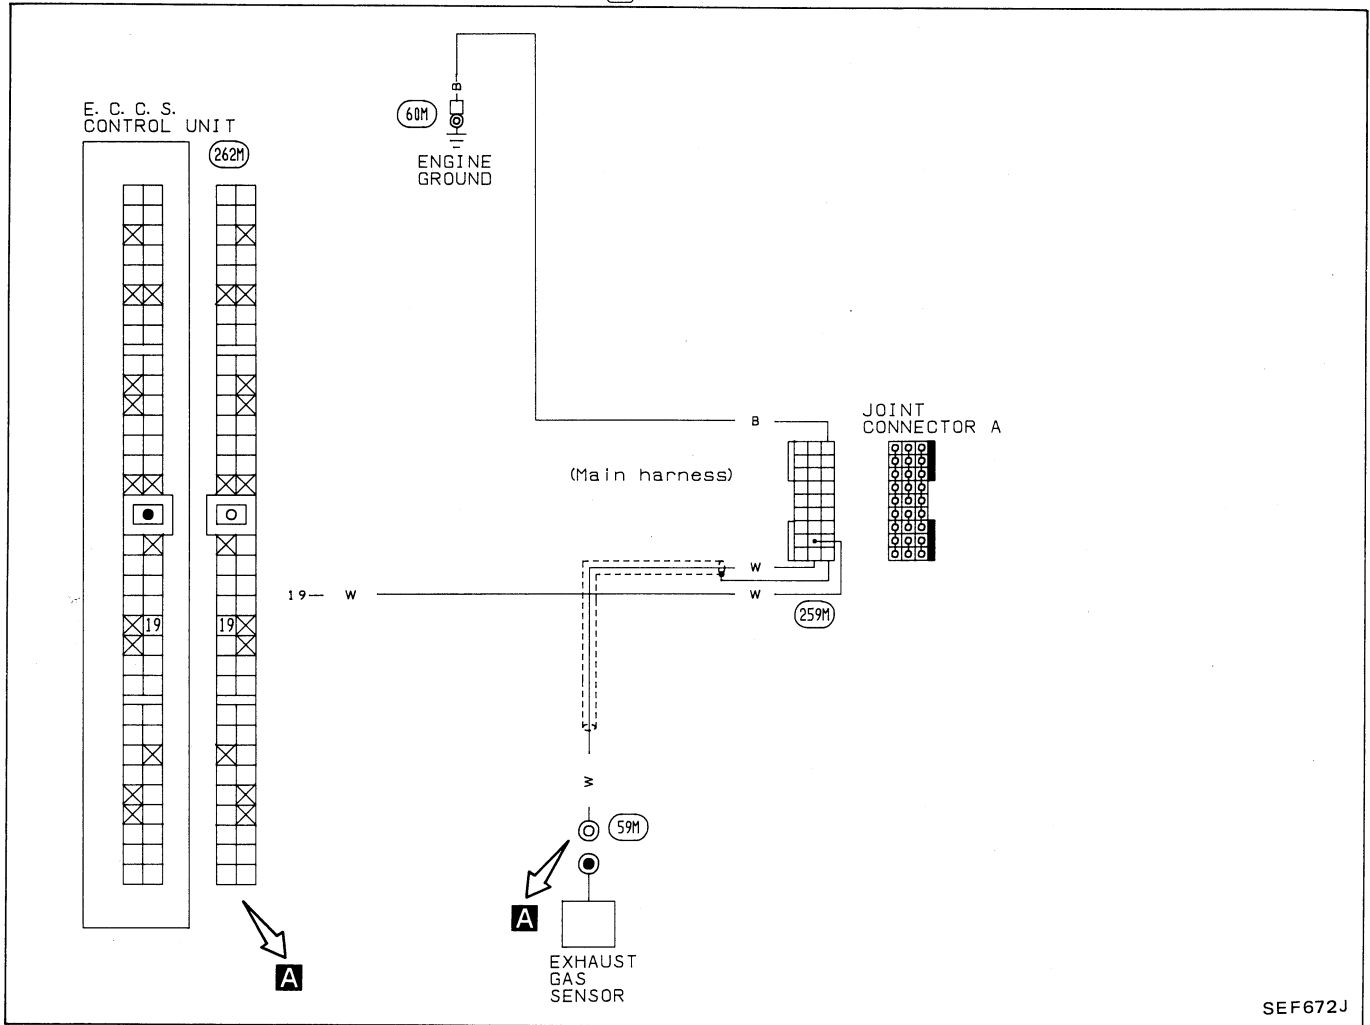 E. C. C. S.
CONTROL UNIT
262M
60M
B
ENGINE
GROUND
B
JOINT
CONNECTOR A
(Main harness)
W
19— W
W
259M
19
19
W
59M
A
A
EXHAUST
GAS
SENSOR
SEF672J